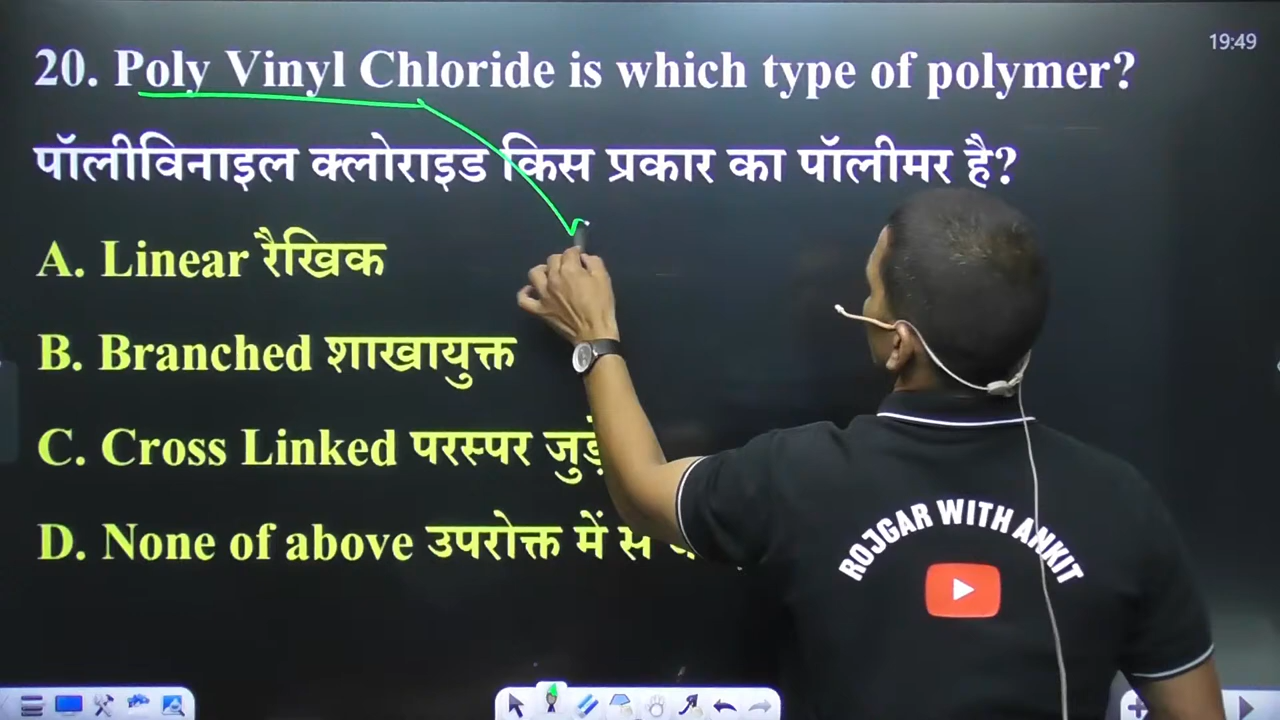 19:49
20. Poly Vinyl Chloride is which type of polymer?
पॉलीविनाइल क्लोराइड किस प्रकार का पॉलीमर है?
A. Linear रैखिक
B. Branched शाखायुक्त
C. Cross Linked परस्पर
D. None of above उपरोक्त में
ROJGAR WITH ANKIT